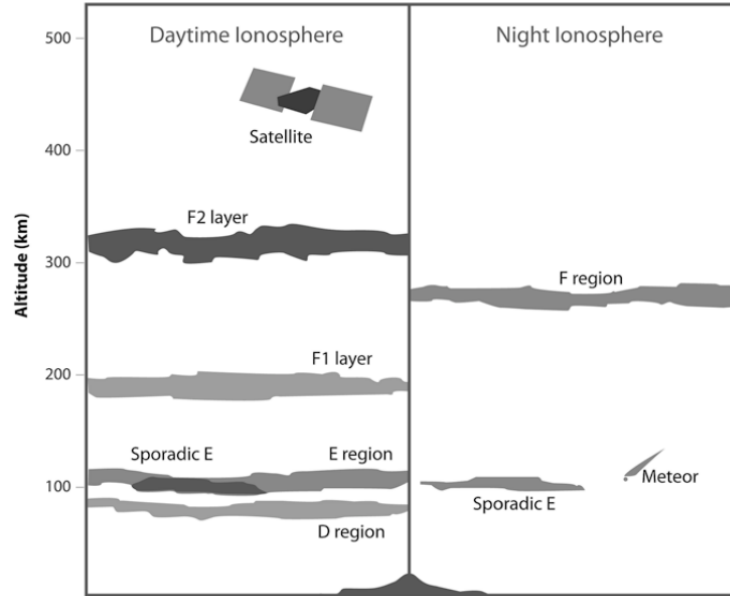 Daytime Ionosphere
Night Ionosphere
Altitude (km)
500
400
300
200
100
Satellite
F2 layer
F region
F1 layer
Sporadic E
E region
Meteor
Sporadic E
D region